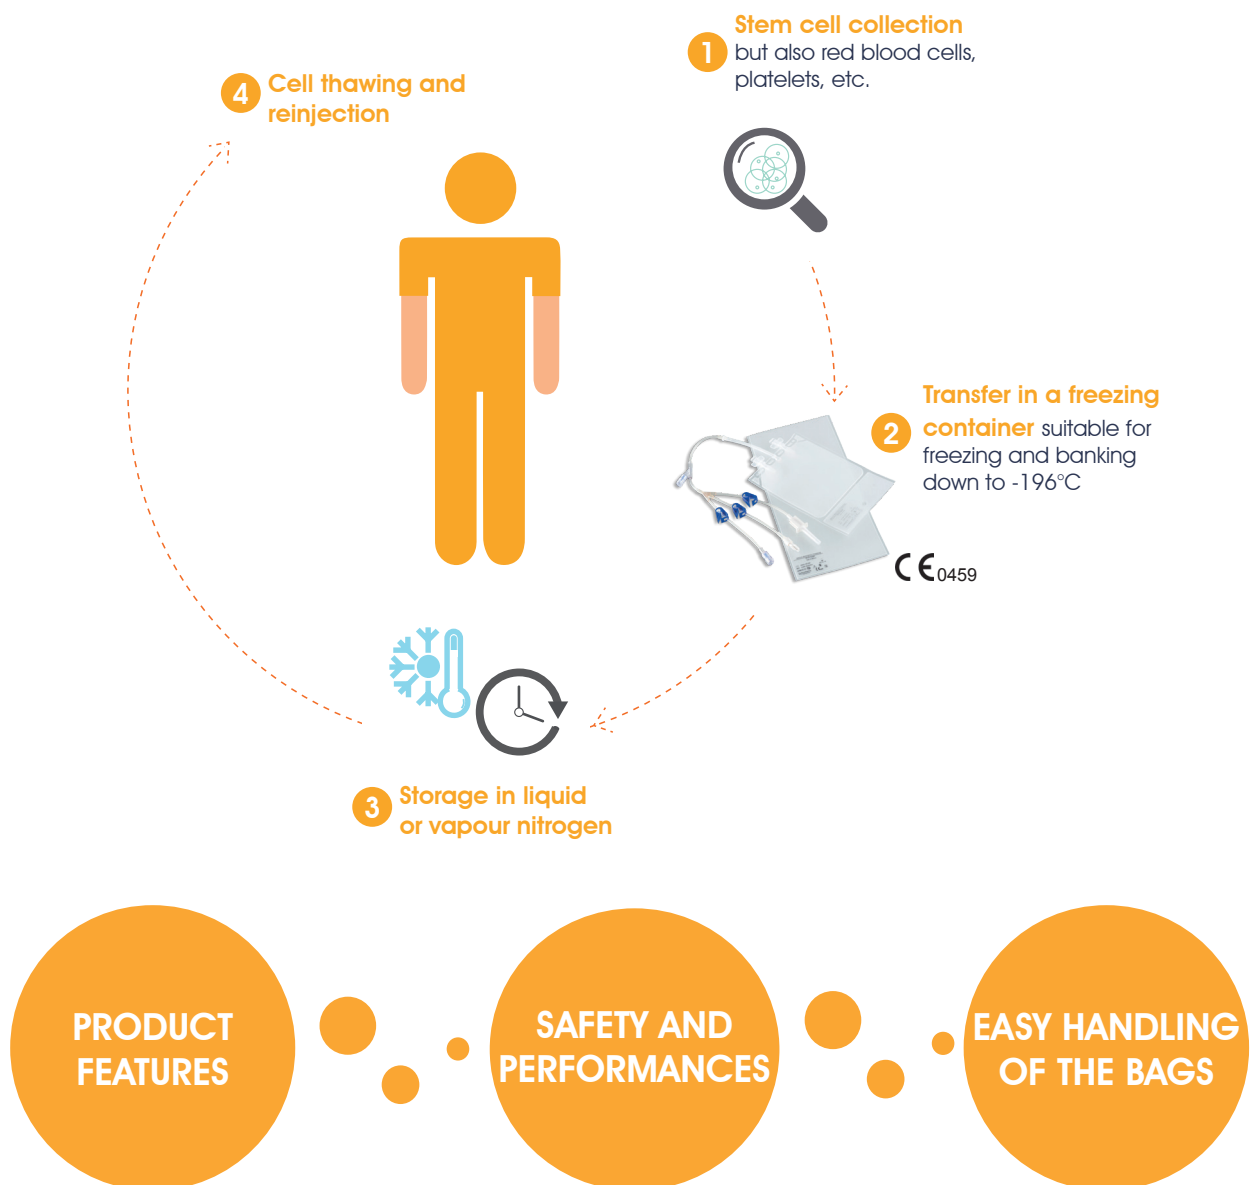 1
Stem cell collection
but also red blood cells,
platelets, etc.
4
Cell thawing and
reinjection
2
Transfer in a freezing
container suitable for
freezing and banking
down to -196°C
CE 0459
3
Storage in liquid
or vapour nitrogen
PRODUCT
FEATURES
SAFETY AND
PERFORMANCES
EASY HANDLING
OF THE BAGS